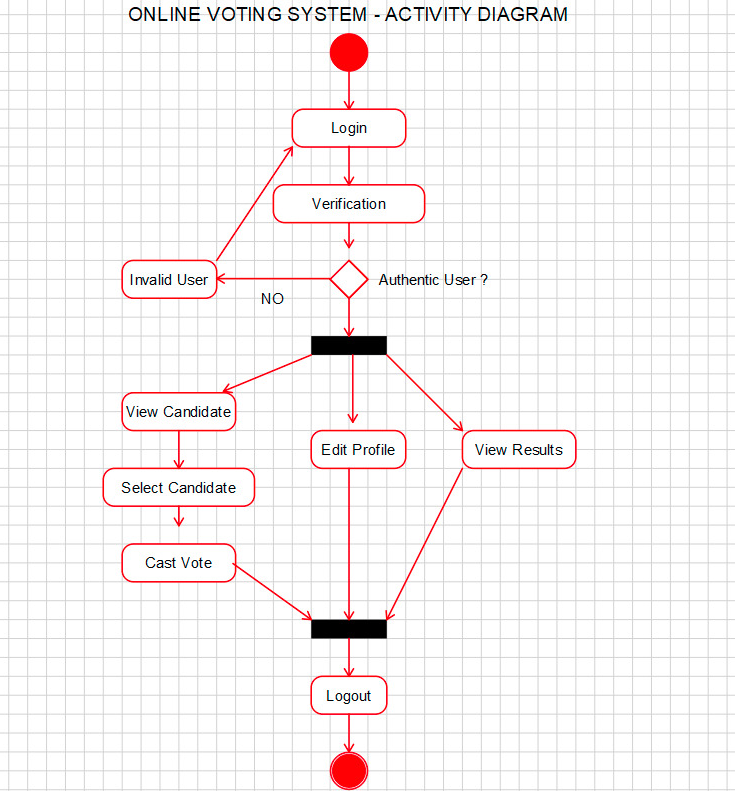 ONLINE VOTING SYSTEM - ACTIVITY DIAGRAM
Login
Verification
Invalid User
Authentic User ?
NO
View Candidate
Edit Profile
View Results
Select Candidate
Cast Vote
Logout